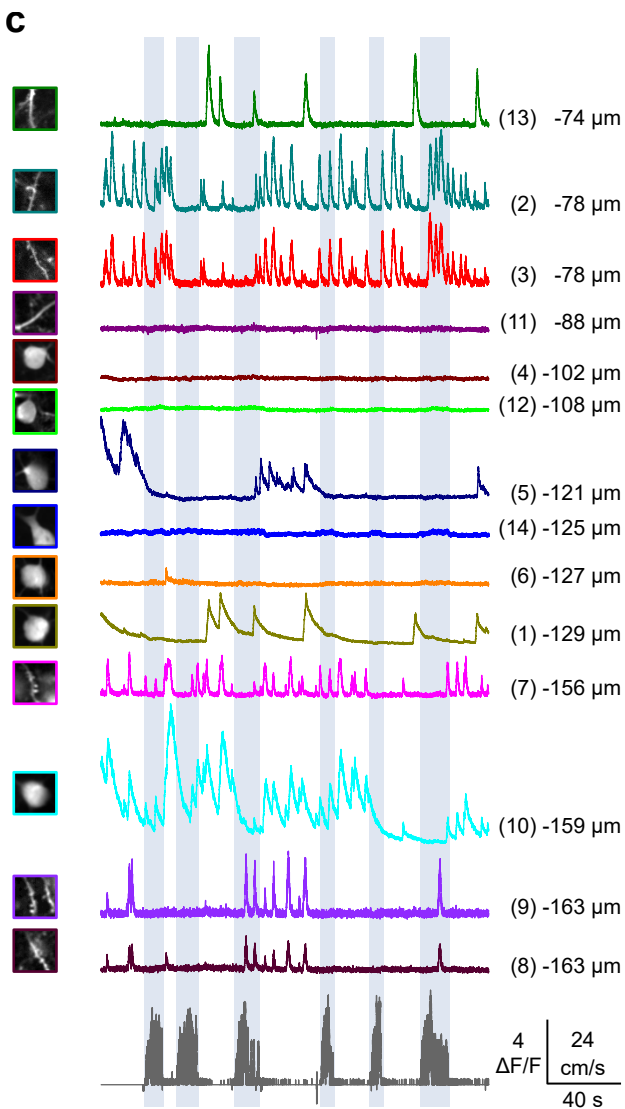 c
(13) -74 µm
(2) -78 µm
(3) -78 µm
(11) -88 µm
(4) -102 µm
(12) -108 µm
(5) -121 µm
(14) -125 µm
(6) -127 µm
(1) -129 µm
(7) -156 µm
(10) -159 µm
(9) -163 µm
(8) -163 µm
4 24
ΔF/F cm/s
40 s